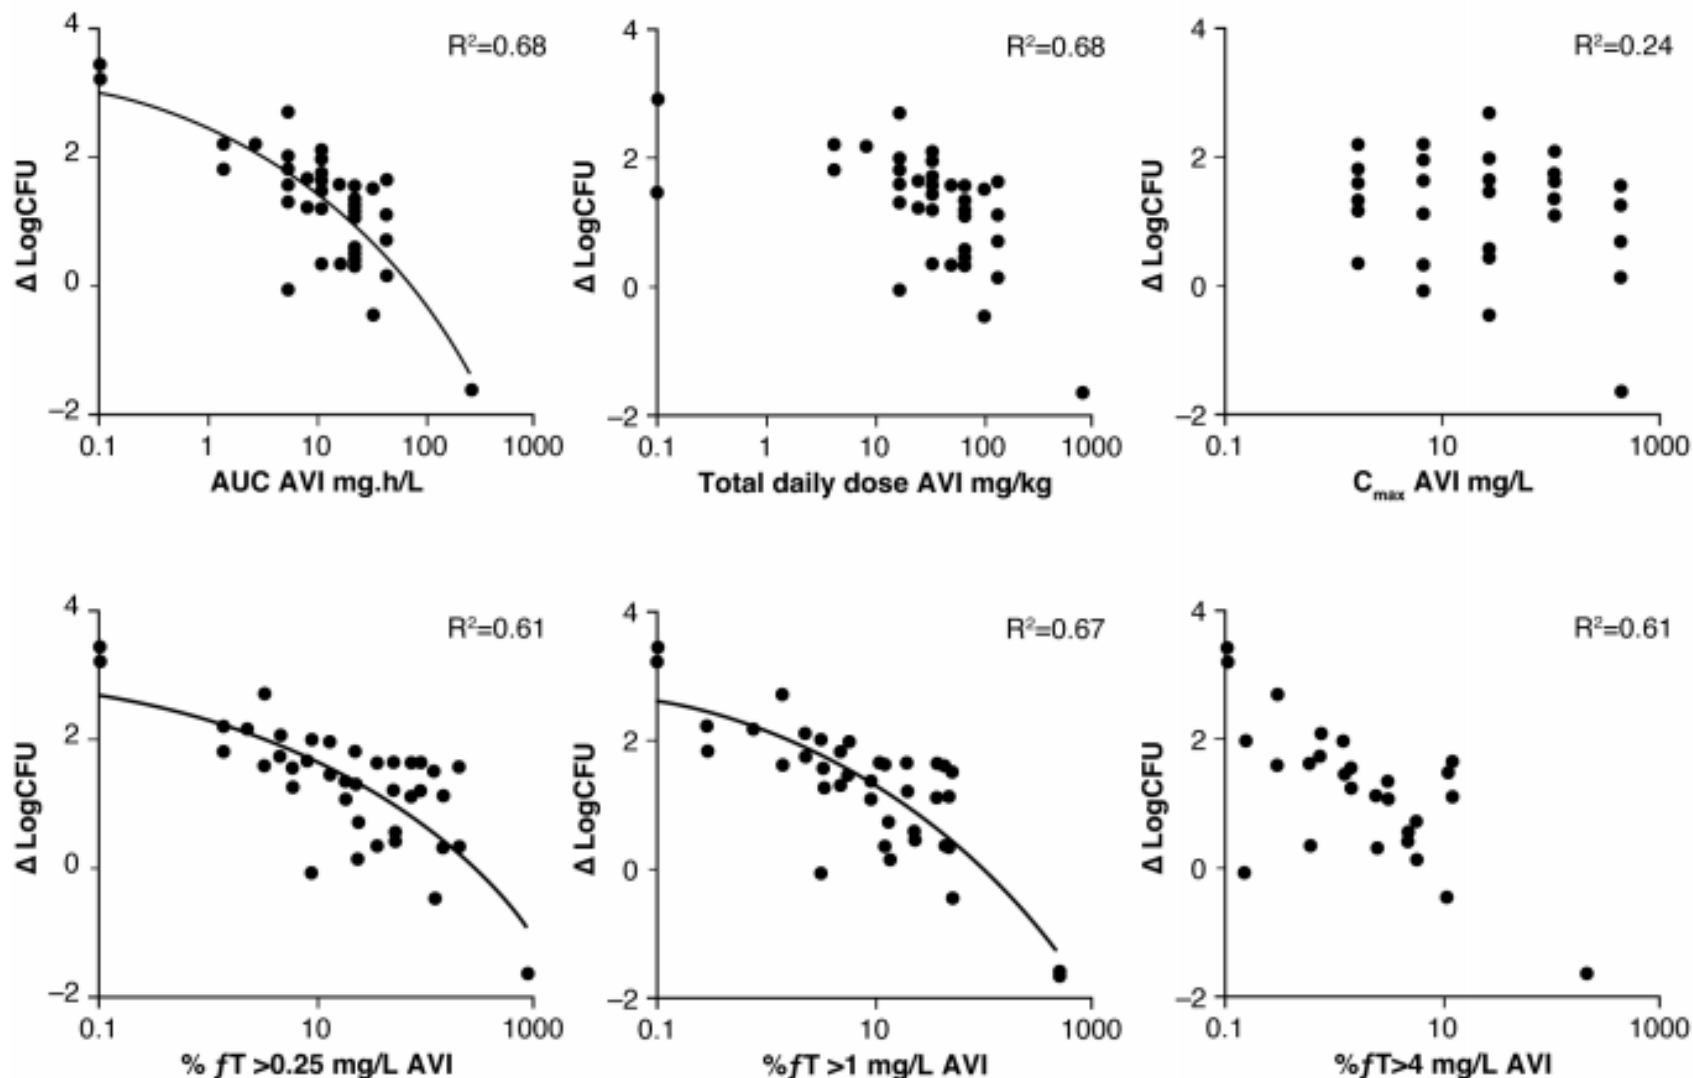 4
2
0
−2
Δ LogCFU
R²=0.68
0.1
1
10
100
1000
AUC AVI mg.h/L
4
2
0
−2
Δ LogCFU
R²=0.68
0.1
1
10
100
1000
Total daily dose AVI mg/kg
4
2
0
−2
Δ LogCFU
R²=0.24
0.1
10
1000
Cmax AVI mg/L
4
2
0
−2
Δ LogCFU
R²=0.61
0.1
10
1000
% ƒT >0.25 mg/L AVI
4
2
0
−2
Δ LogCFU
R²=0.67
0.1
10
1000
%ƒT >1 mg/L AVI
4
2
0
−2
Δ LogCFU
R²=0.61
0.1
10
1000
%ƒT>4 mg/L AVI